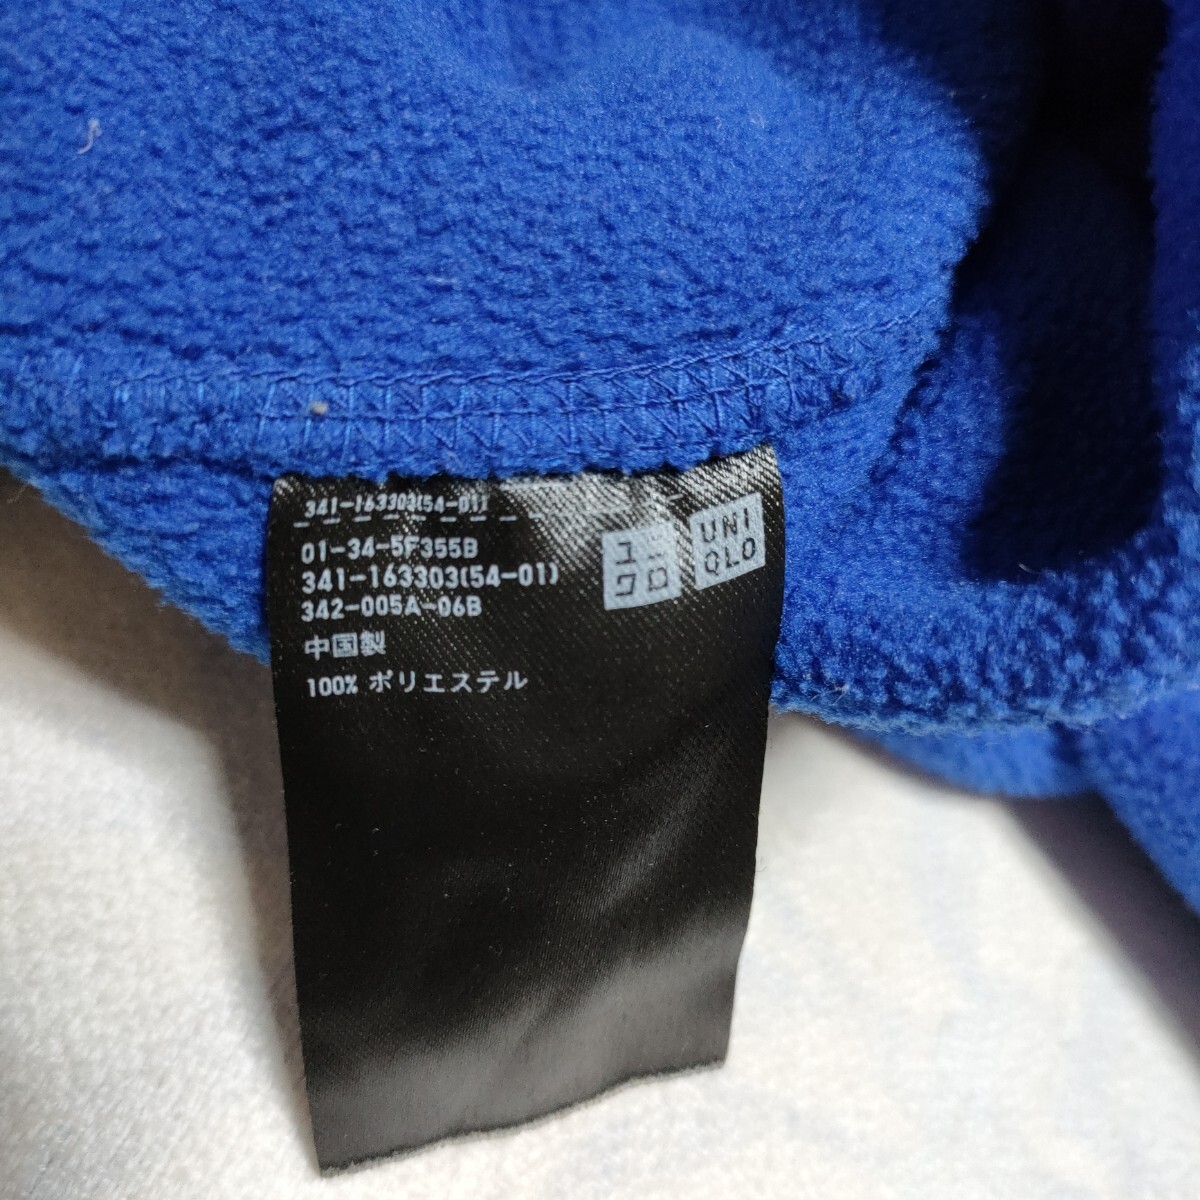 341-163303(54-01)
01-34-5F355B
341-163303(54-01)
342-005A-06B
中国製
100% ポリエステル
ユニ
クロ
UNI
QLO